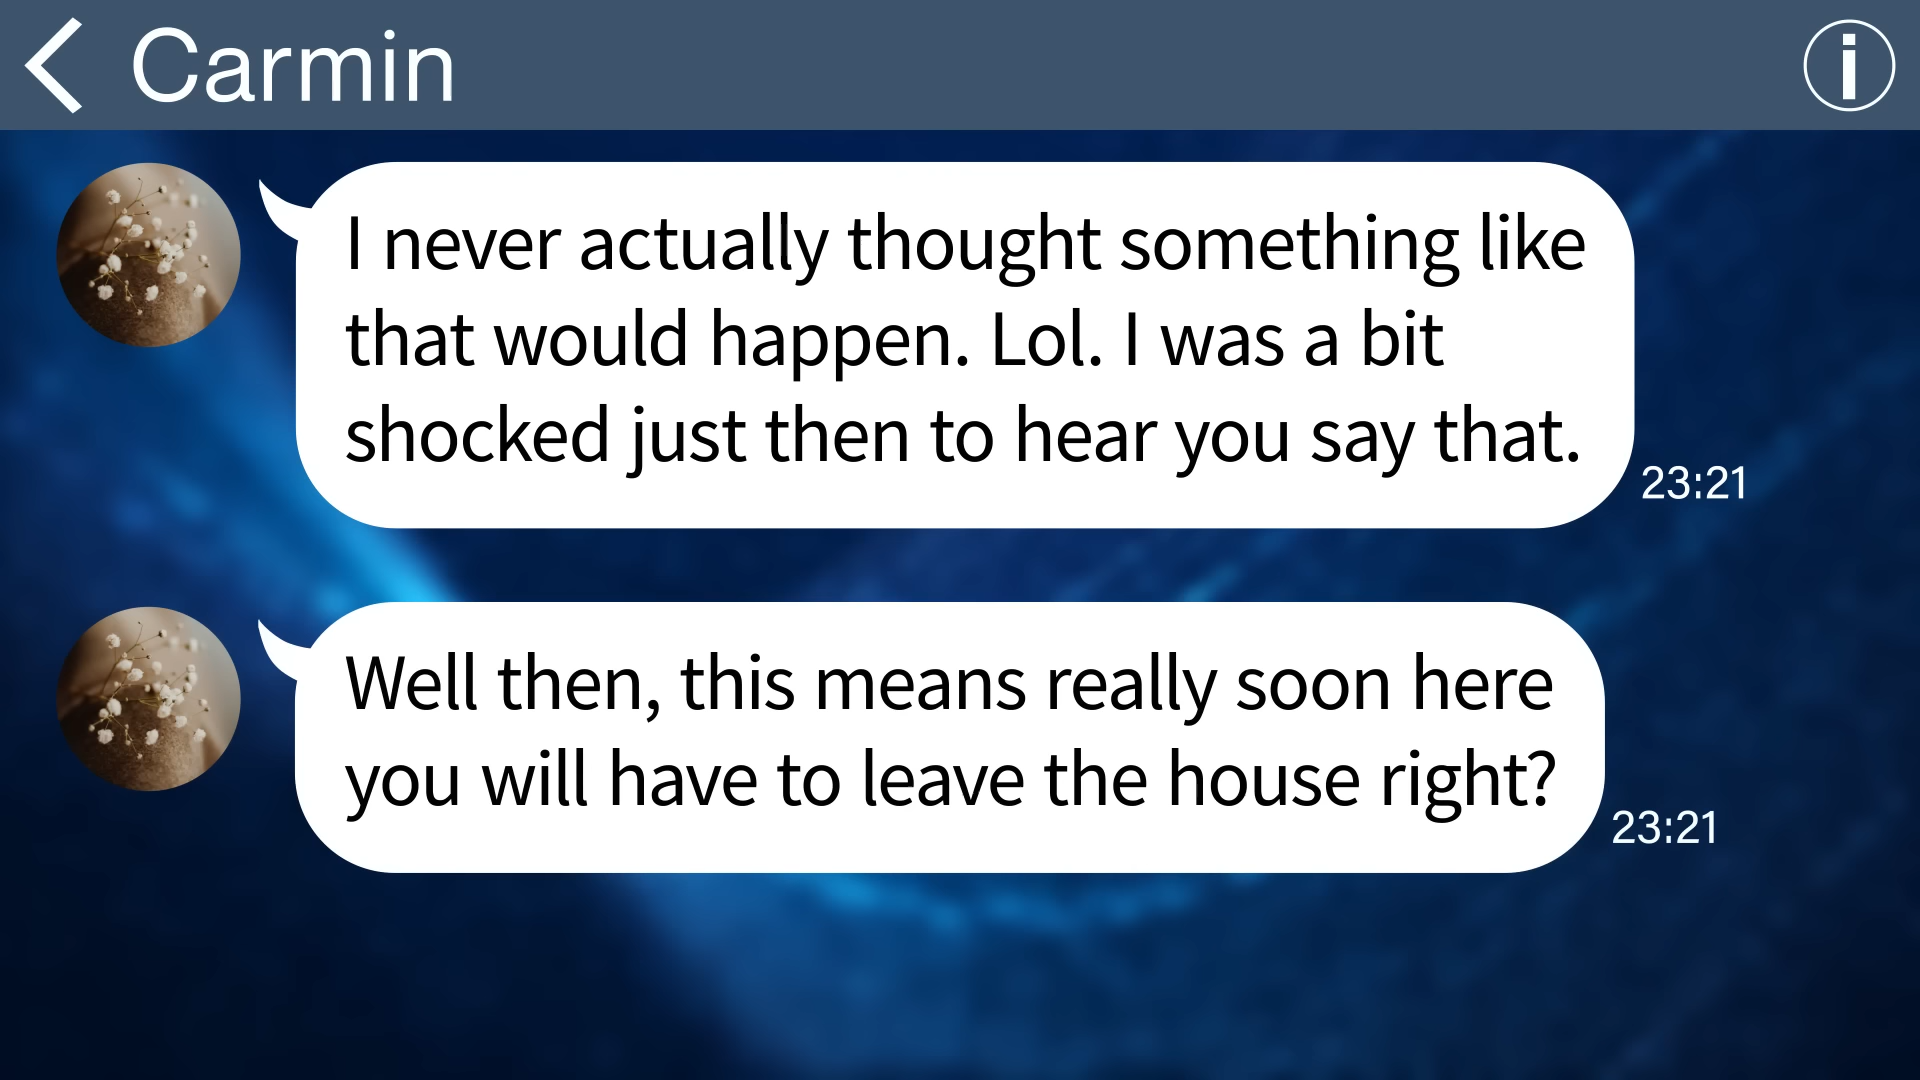 Carmin
I never actually thought something like
that would happen. Lol. I was a bit
shocked just then to hear you say that.
23:21
Well then, this means really soon here
you will have to leave the house right?
23:21